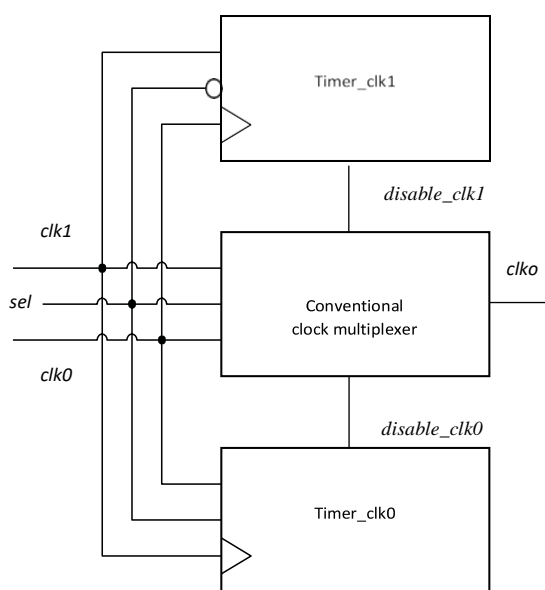 Timer_clk1
disable_clk1
clk1
clko
sel
Conventional
clock multiplexer
clk0
disable_clk0
Timer_clk0